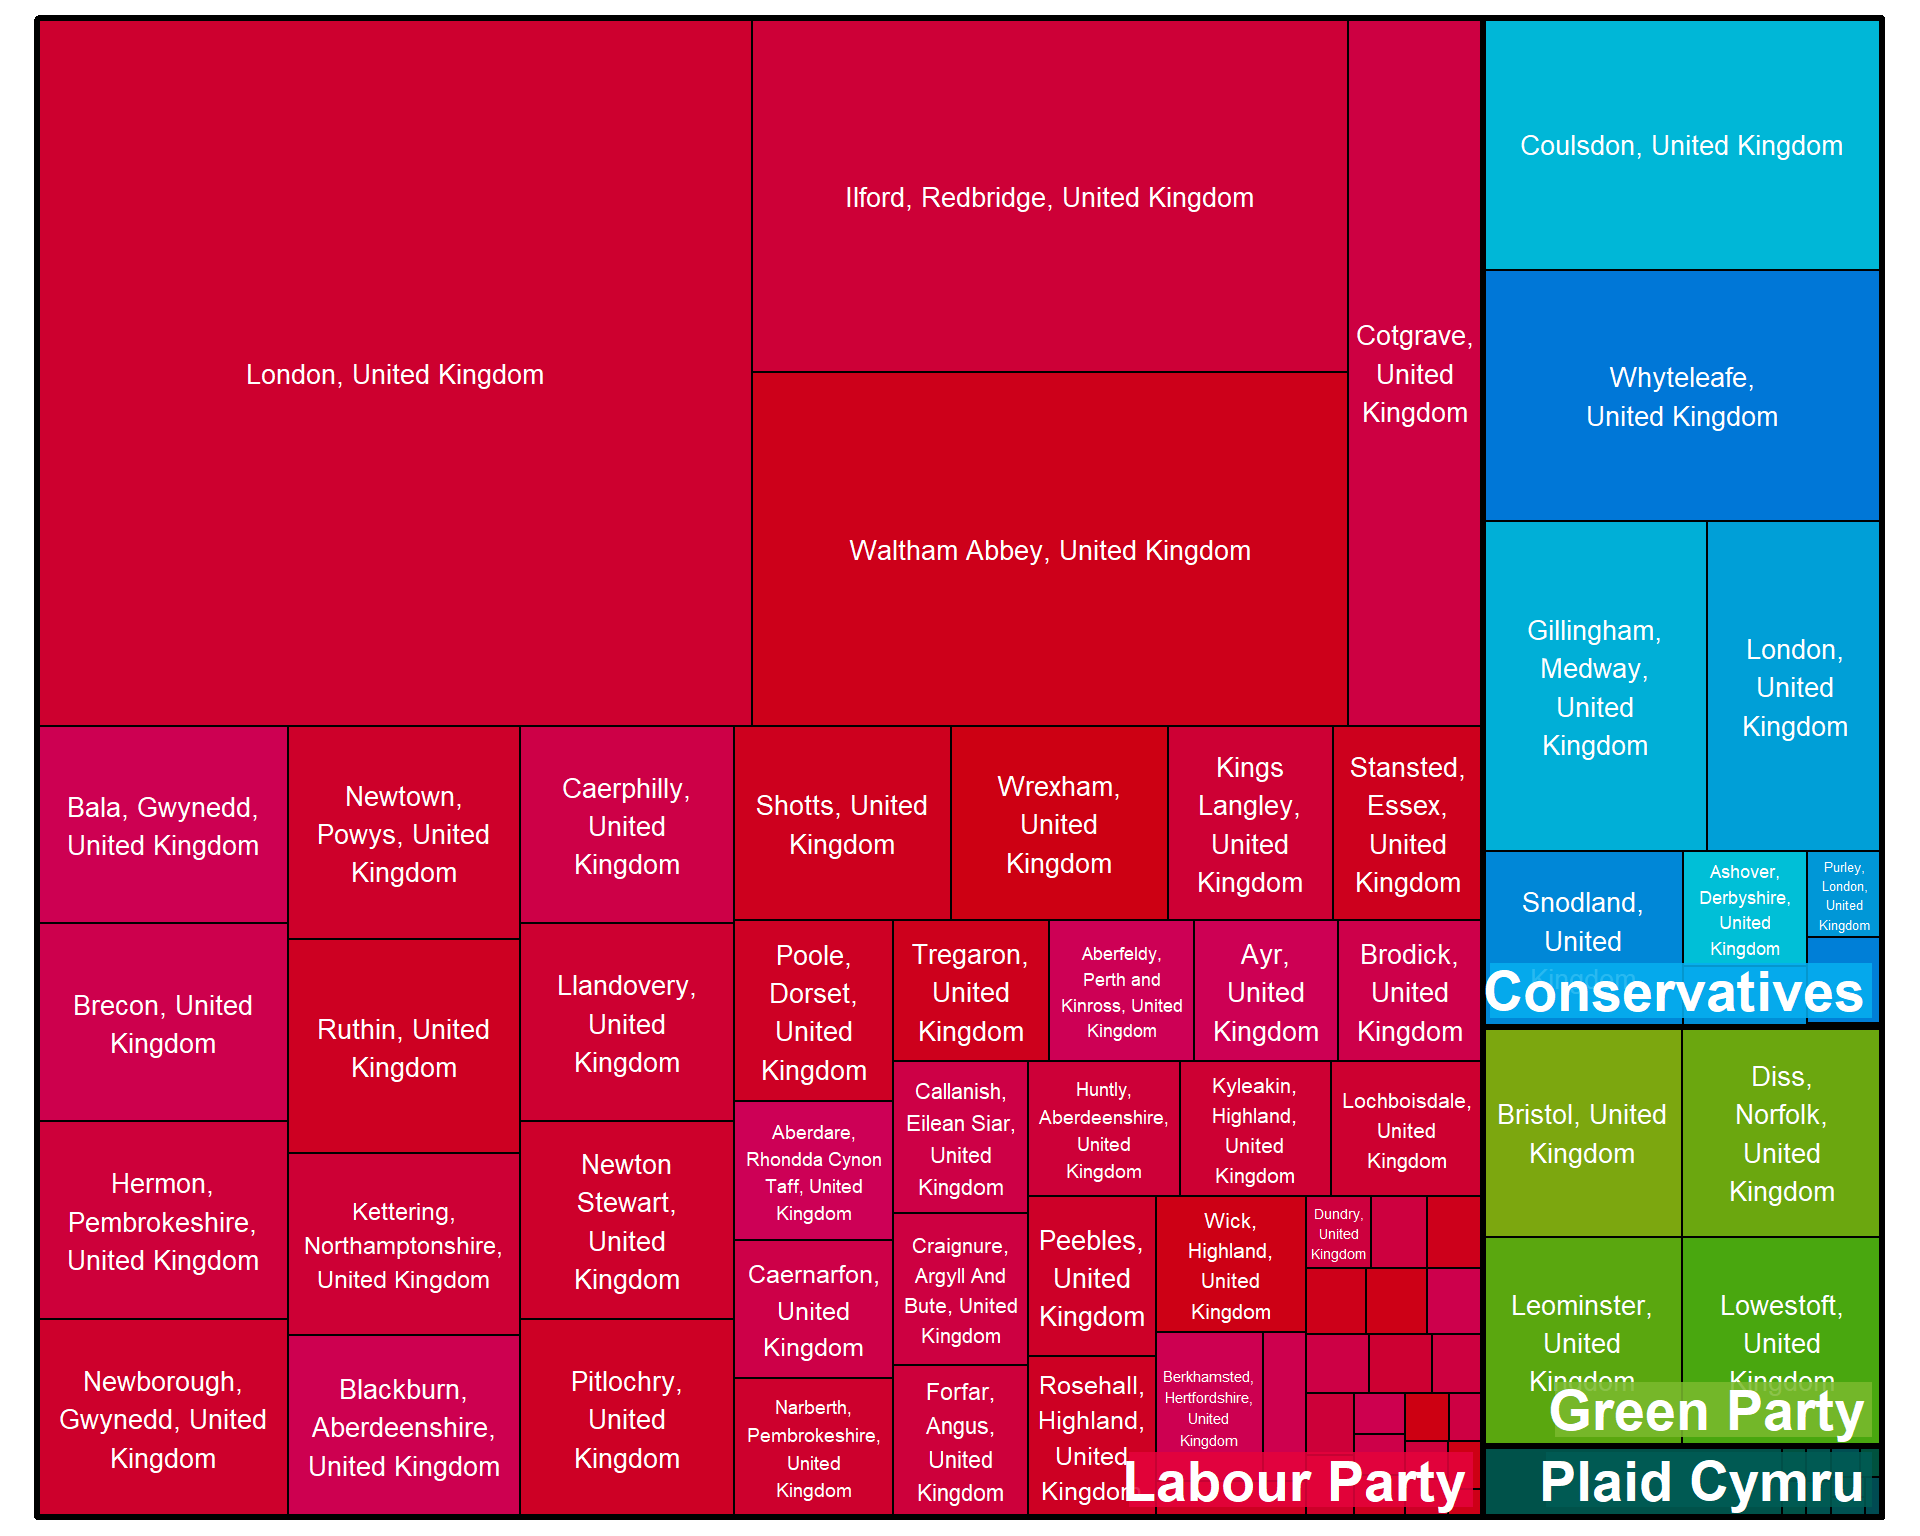 London, United Kingdom
Ilford, Redbridge, United Kingdom
Waltham Abbey, United Kingdom
Cotgrave,
United
Kingdom
Bala, Gwynedd,
United Kingdom
Brecon, United
Kingdom
Hermon,
Pembrokeshire,
United Kingdom
Newborough,
Gwynedd, United
Kingdom
Newtown,
Powys, United
Kingdom
Ruthin, United
Kingdom
Kettering,
Northamptonshire,
United Kingdom
Blackburn,
Aberdeenshire,
United Kingdom
Caerphilly,
United
Kingdom
Llandovery,
United
Kingdom
Newton
Stewart,
United
Kingdom
Pitlochry,
United
Kingdom
Shotts, United
Kingdom
Wrexham,
United
Kingdom
Kings
Langley,
United
Kingdom
Stansted,
Essex,
United
Kingdom
Poole,
Dorset,
United
Kingdom
Aberdare,
Rhondda Cynon
Taff, United
Kingdom
Caernarfon,
United
Kingdom
Narberth,
Pembrokeshire,
United
Kingdom
Tregaron,
United
Kingdom
Aberfeldy,
Perth and
Kinross, United
Kingdom
Ayr,
United
Kingdom
Brodick,
United
Kingdom
Callanish,
Eilean Siar,
United
Kingdom
Craignure,
Argyll And
Bute, United
Kingdom
Forfar,
Angus,
United
Kingdom
Huntly,
Aberdeenshire,
United
Kingdom
Kyleakin,
Highland,
United
Kingdom
Lochboisdale,
United
Kingdom
Peebles,
United
Kingdom
Rosehall,
Highland,
United
Kingdom
Wick,
Highland,
United
Kingdom
Berkhamsted,
Hertfordshire,
United
Kingdom
Dundry,
United
Kingdom
Labour Party
Coulsdon, United Kingdom
Whyteleafe,
United Kingdom
Gillingham,
Medway,
United
Kingdom
London,
United
Kingdom
Snodland,
United
Kingdom
Ashover,
Derbyshire,
United
Kingdom
Purley,
London,
United
Kingdom
Conservatives
Bristol, United
Kingdom
Diss,
Norfolk,
United
Kingdom
Leominster,
United
Kingdom
Lowestoft,
United
Kingdom
Green Party
Plaid Cymru